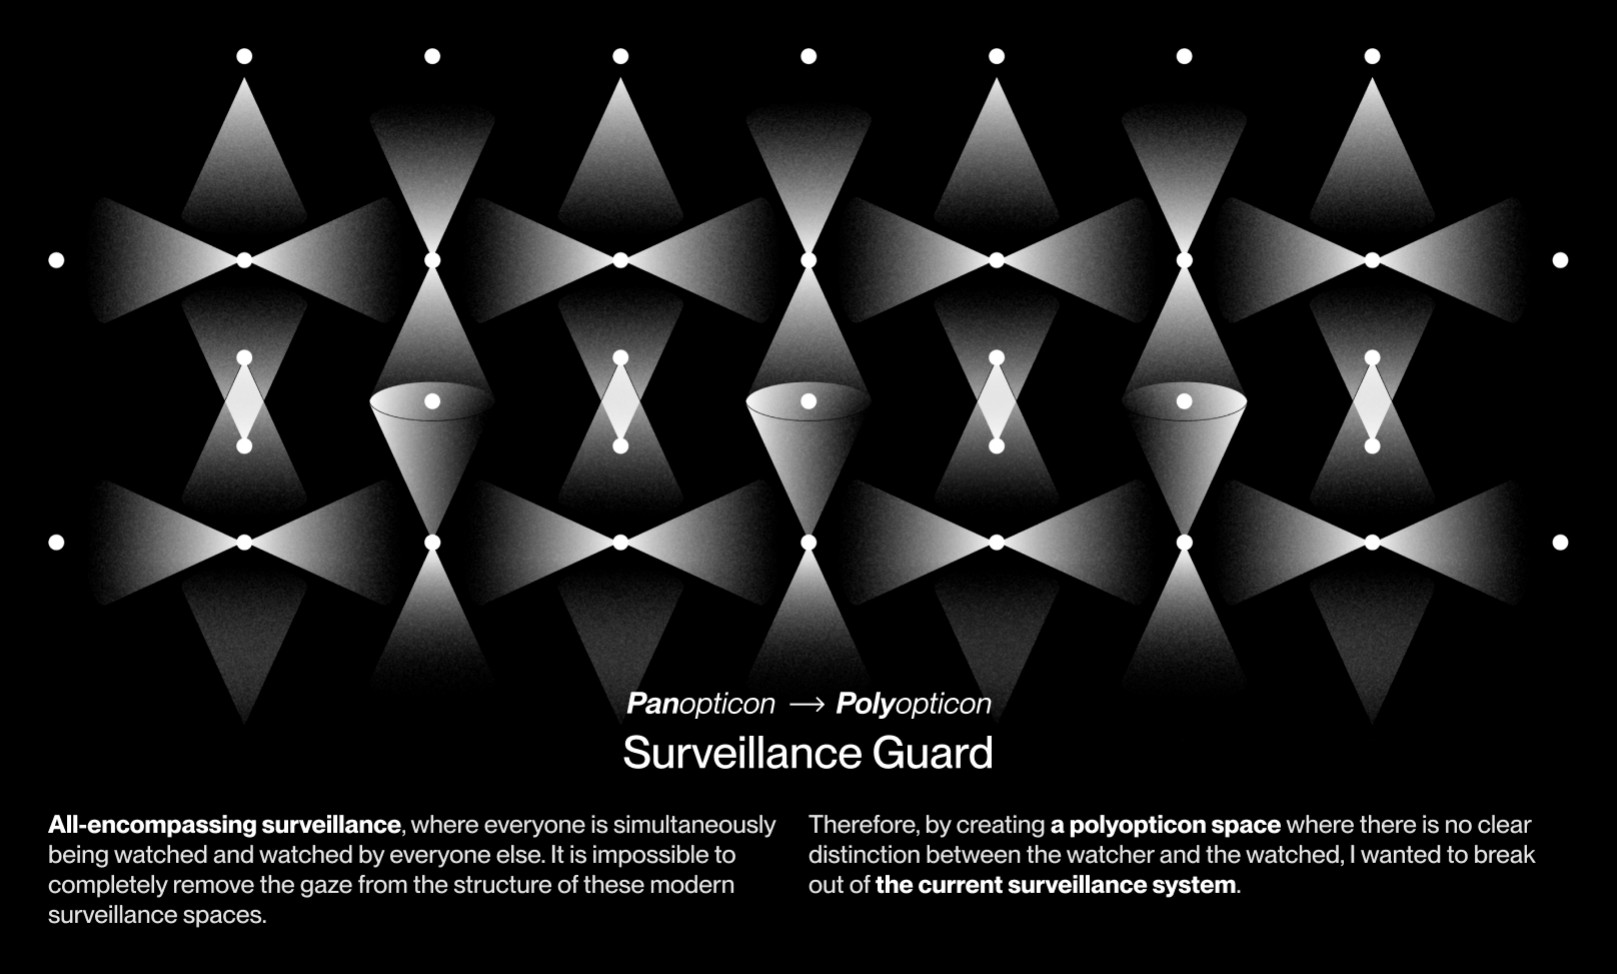 Panopticon → Polyopticon
Surveillance Guard
All-encompassing surveillance, where everyone is simultaneously
being watched and watched by everyone else. It is impossible to
completely remove the gaze from the structure of these modern
surveillance spaces.
Therefore, by creating a polyopticon space where there is no clear
distinction between the watcher and the watched, I wanted to break
out of the current surveillance system.